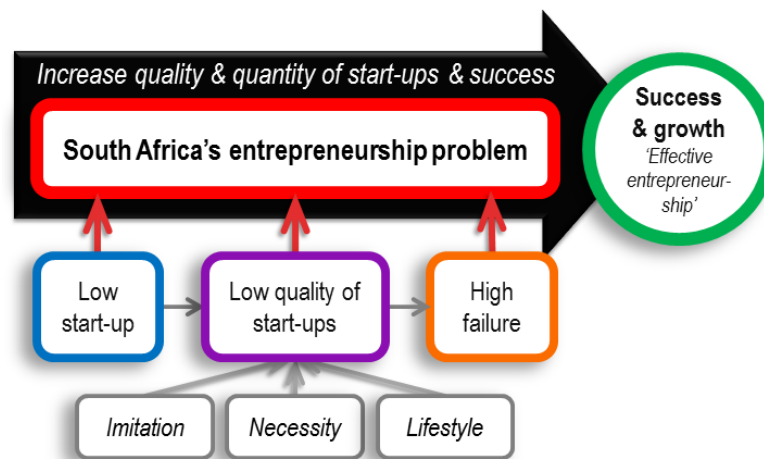 Increase quality & quantity of start-ups & success
South Africa's entrepreneurship problem
Success
& growth
‘Effective
entrepreneur-
ship’
Low
start-up
Low quality of
start-ups
High
failure
Imitation
Necessity
Lifestyle